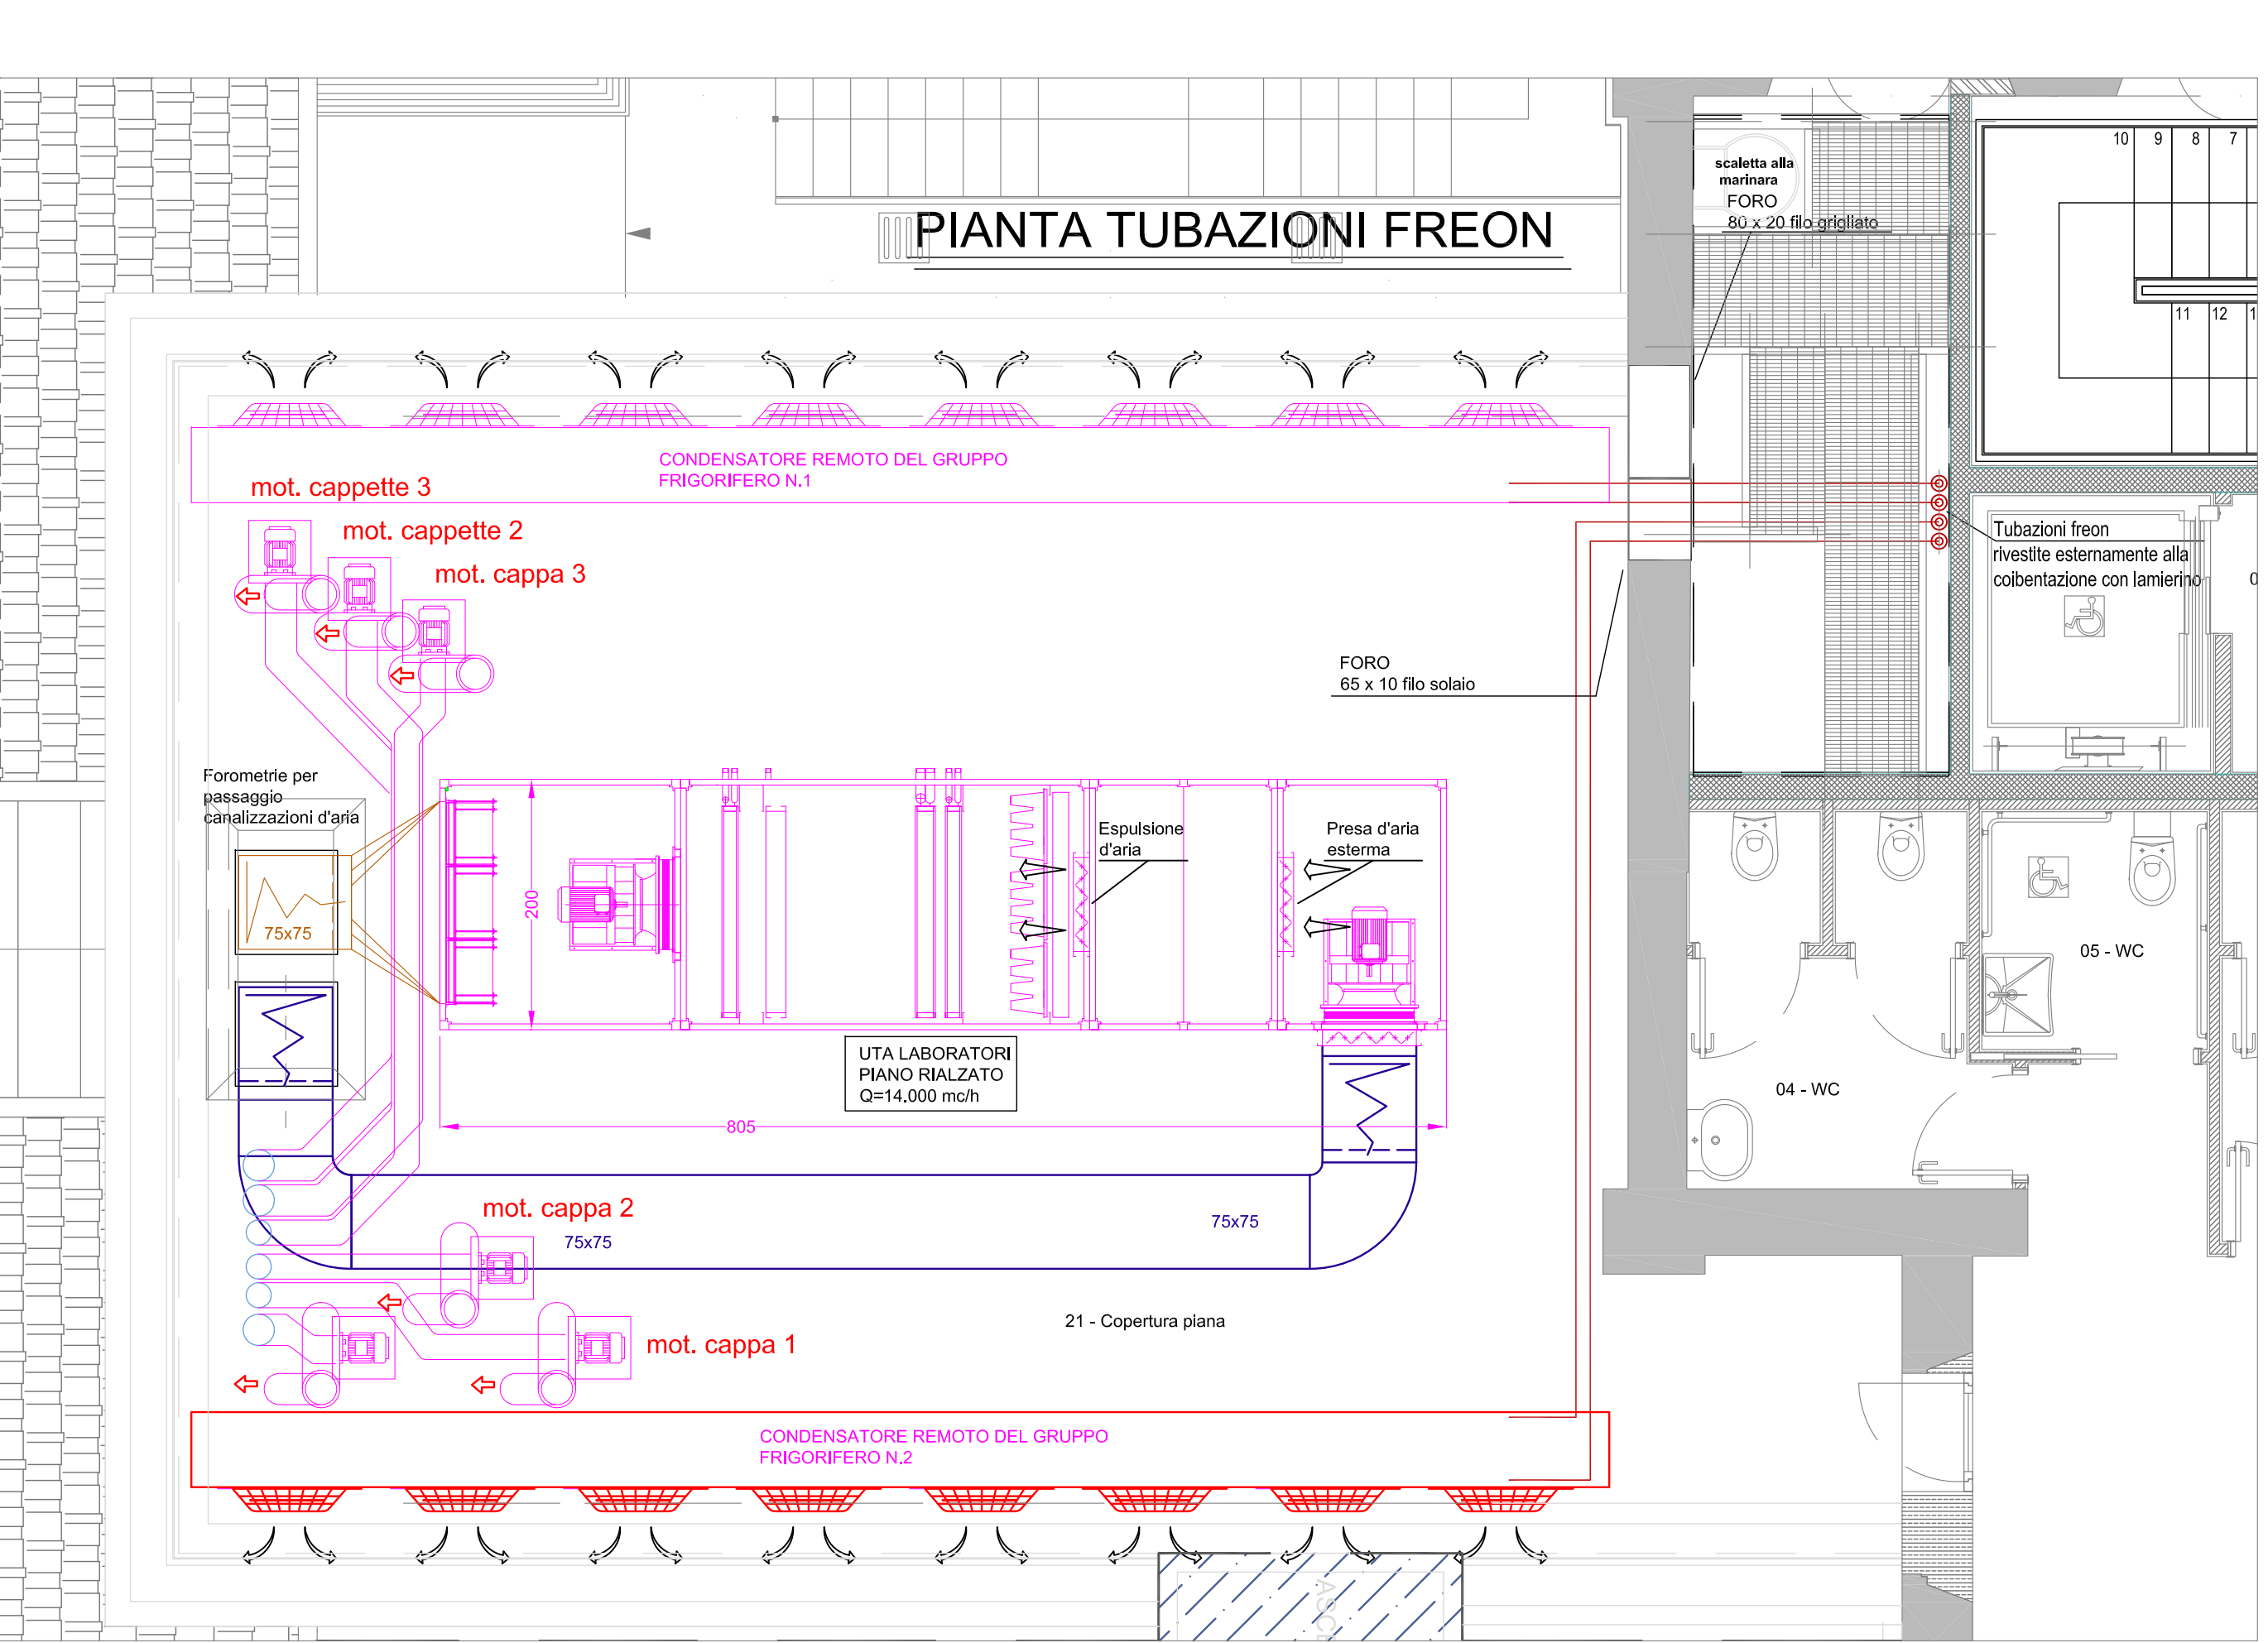 10 9 8 7
scaletta alla
marinara
FORO
80 x 20 filo grigliato
PIANTA TUBAZIONI FREON
11 12 1
CONDENSATORE REMOTO DEL GRUPPO
FRIGORIFERO N.1
mot. cappette 3
mot. cappette 2
mot. cappa 3
Tubazioni freon
rivestite esternamente alla
coibentazione con lamierino
FORO
65 x 10 filo solaio
Forometrie per
passaggio
canalizzazioni d'aria
Espulsione
d'aria
Presa d'aria
esterma
200
75x75
05 - WC
UTA LABORATORI
PIANO RIALZATO
Q=14.000 mc/h
04 - WC
805
mot. cappa 2
75x75
75x75
21 - Copertura piana
mot. cappa 1
CONDENSATORE REMOTO DEL GRUPPO
FRIGORIFERO N.2